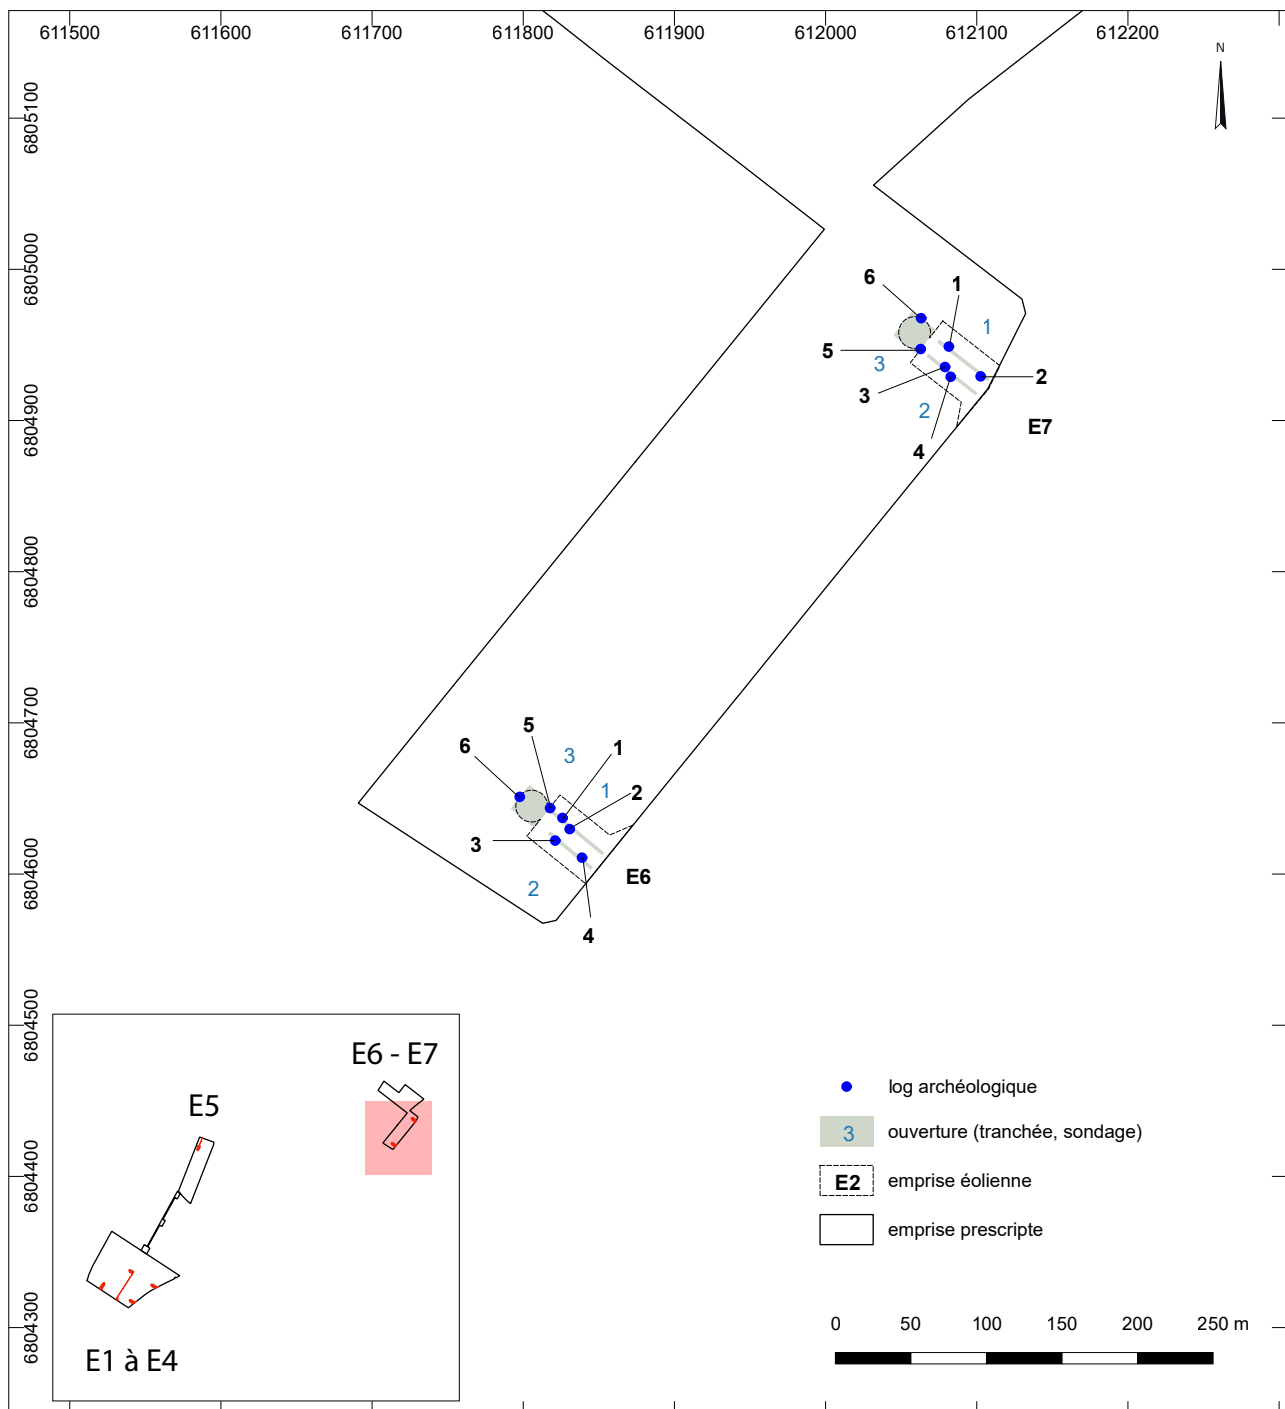 611500 611600 611700 611800 611900 612000 612100 612200
N
6805100
6805000
6804900
6804800
6804700
6804600
6804500
6804400
6804300
6
1
1
5
3
2
3
2
4
E7
5
3
1
6
1
2
3
E6
2
4
E6 - E7
E5
E1 à E4
log archéologique
3 ouverture (tranchée, sondage)
E2 emprise éolienne
emprise prescripte
0 50 100 150 200 250 m